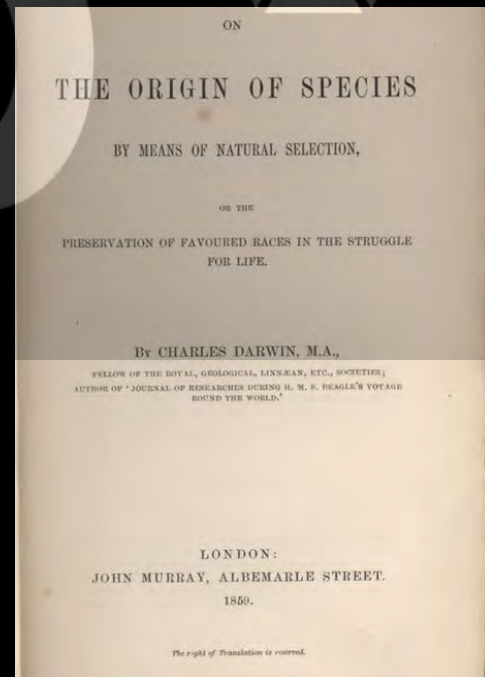 ON
THE ORIGIN OF SPECIES
BY MEANS OF NATURAL SELECTION,
OR THE
PRESERVATION OF FAVOURED RACES IN THE STRUGGLE
FOR LIFE.
BY CHARLES DARWIN, M.A.,
FELLOW OF THE ROYAL, GEOLOGICAL, LINNÆAN, ETC., SOCIETIES;
AUTHOR OF ‘JOURNAL OF RESEARCHES DURING H. M. S. BEAGLE'S VOYAGE
ROUND THE WORLD.’
LONDON:
JOHN MURRAY, ALBEMARLE STREET.
1859.
The right of Translation is reserved.